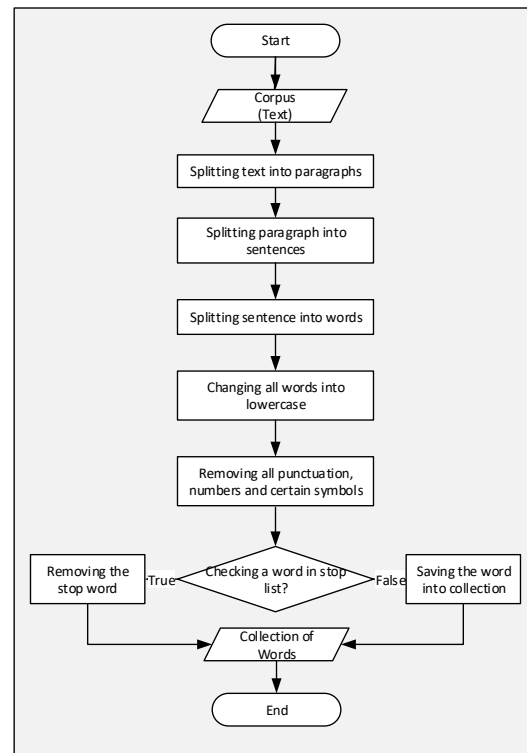 Start
Corpus
(Text)
Splitting text into paragraphs
Splitting paragraph into
sentences
Splitting sentence into words
Changing all words into
lowercase
Removing all punctuation,
numbers and certain symbols
Checking a word in stop
list?
True
False
Removing the
stop word
Saving the word
into collection
Collection of
Words
End